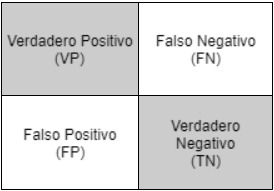 Verdadero Positivo
(VP)
Falso Negativo
(FN)
Falso Positivo
(FP)
Verdadero
Negativo
(TN)